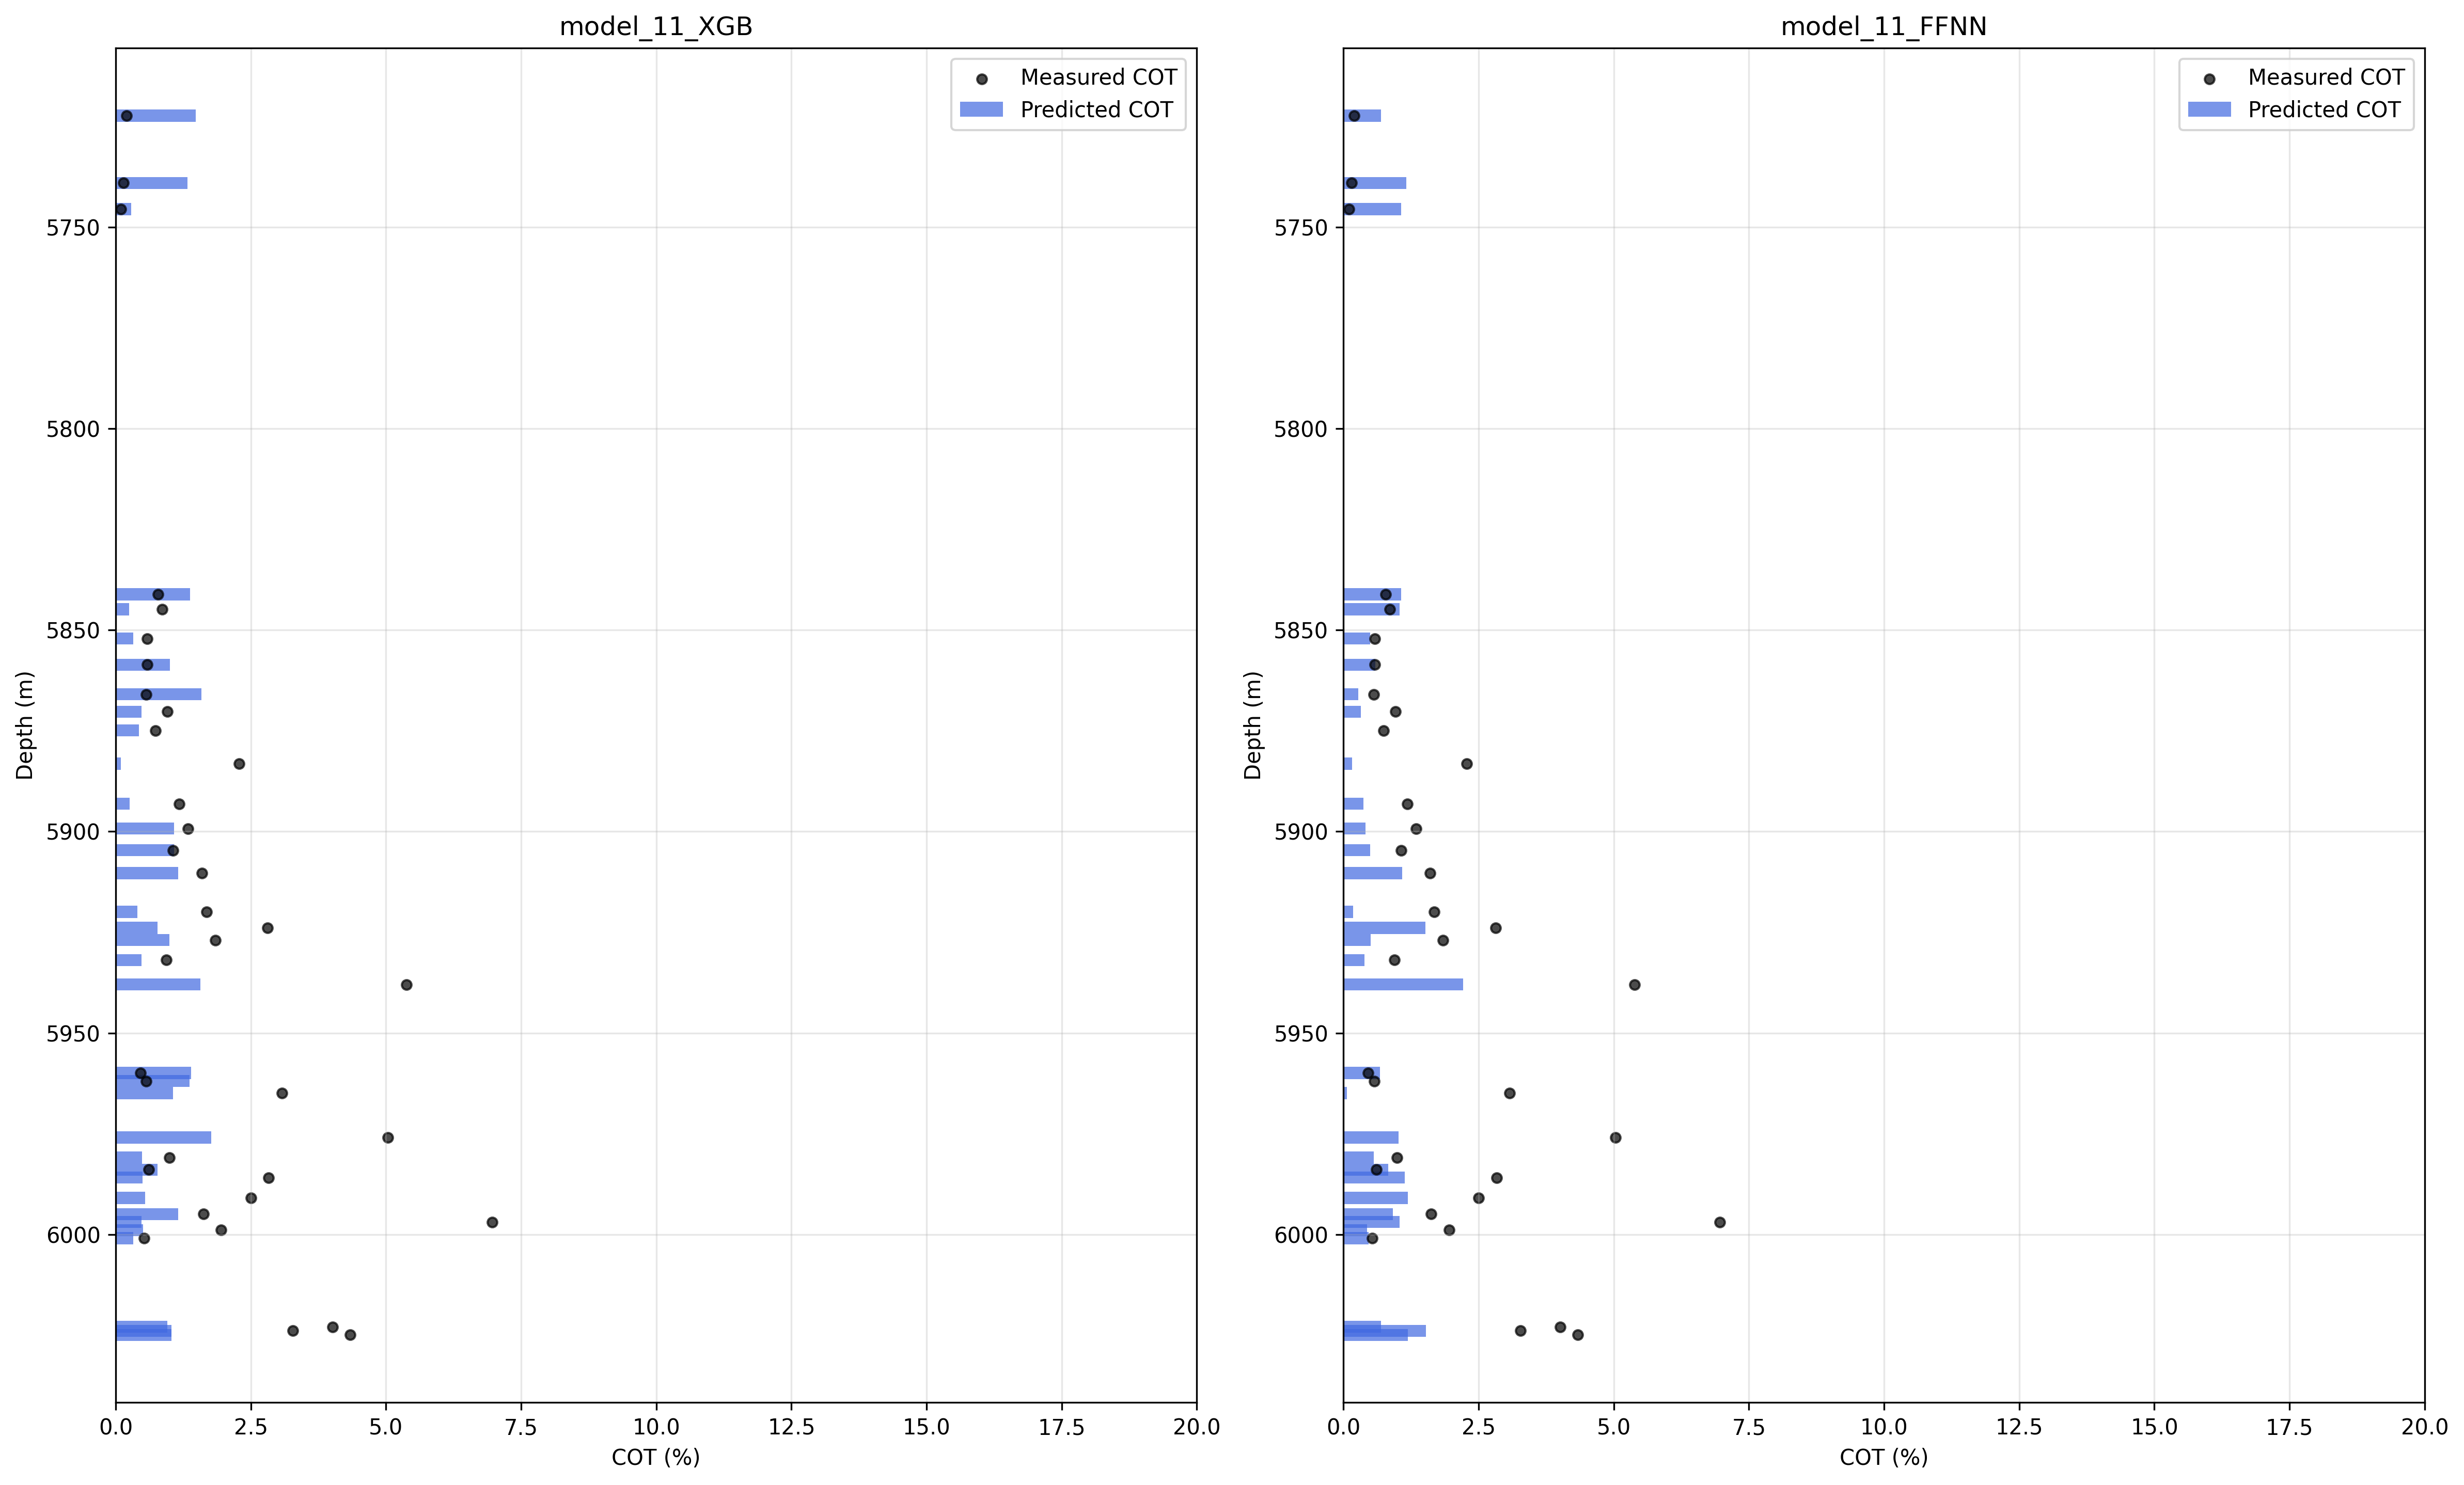 model_11_XGB
Measured COT
Predicted COT
Depth (m)
5750
5800
5850
5900
5950
6000
0.0 2.5 5.0 7.5 10.0 12.5 15.0 17.5 20.0
COT (%)
model_11_FFNN
Measured COT
Predicted COT
Depth (m)
5750
5800
5850
5900
5950
6000
0.0 2.5 5.0 7.5 10.0 12.5 15.0 17.5 20.0
COT (%)